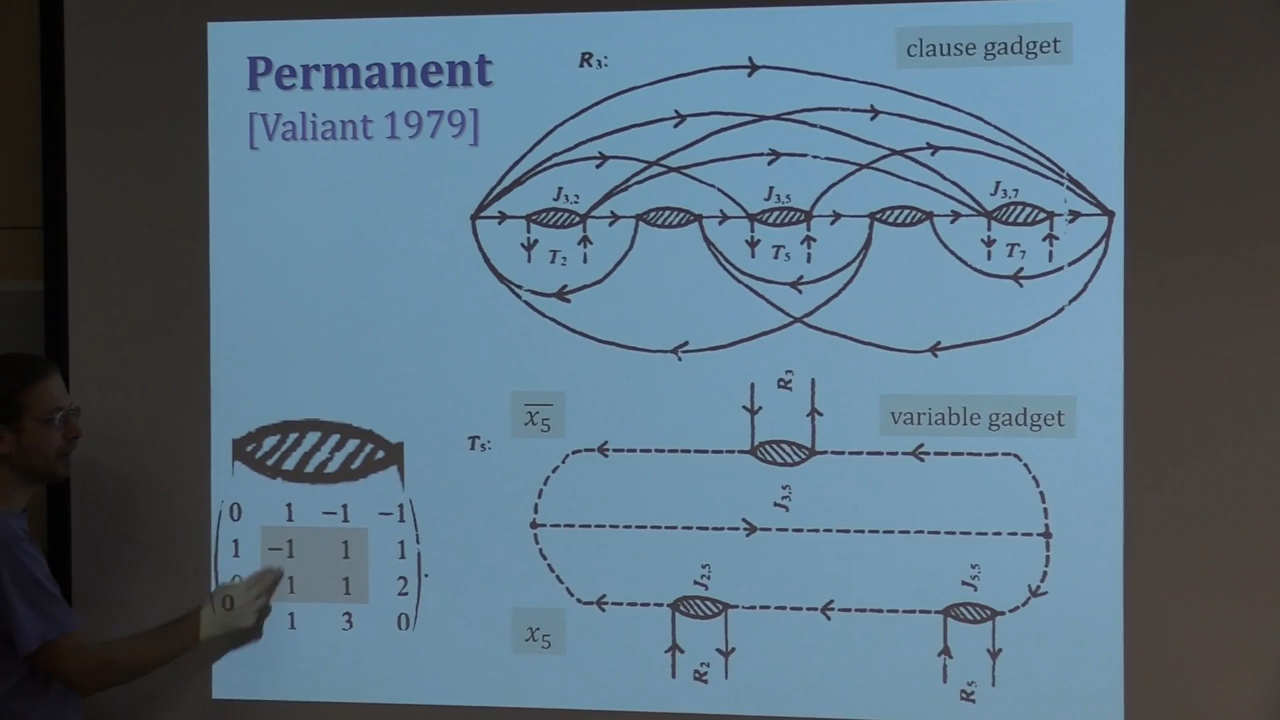 Permanent
[Valiant 1979]
R₃:
clause gadget
J₃,₂
J₃,₅
J₃,₇
T₂
T₅
T₇
R₃
x̅₅
variable gadget
T₅:
J₃,₅
0 1 −1 −1
1 −1 1 1
0 1 1 2
0 1 3 0
.
J₂,₅
J₅,₅
x₅
R₂
R₅